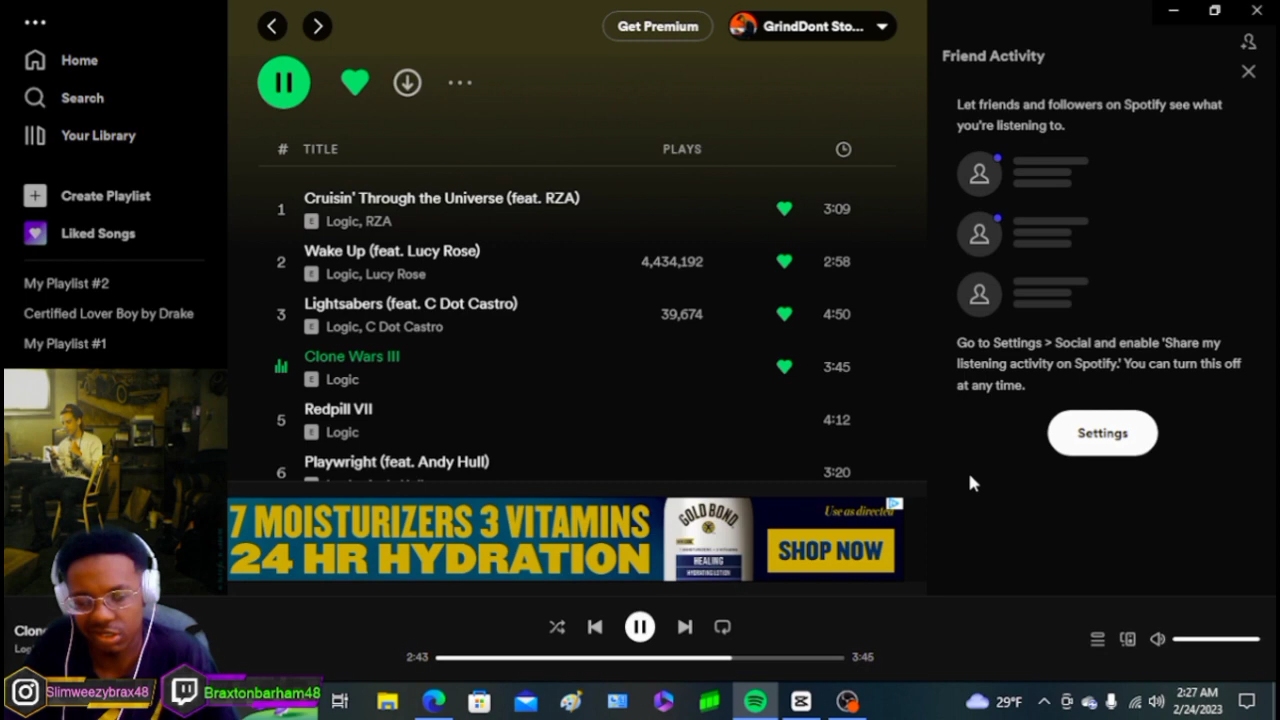 Home
Search
Your Library
Create Playlist
Liked Songs
My Playlist #2
Certified Lover Boy by Drake
My Playlist #1
Get Premium
GrindDont Sto...
# TITLE PLAYS
1 Cruisin' Through the Universe (feat. RZA) 3:09
E Logic, RZA
2 Wake Up (feat. Lucy Rose) 4,434,192 2:58
E Logic, Lucy Rose
3 Lightsabers (feat. C Dot Castro) 39,674 4:50
E Logic, C Dot Castro
Clone Wars III 3:45
E Logic
5 Redpill VII 4:12
E Logic
6 Playwright (feat. Andy Hull) 3:20
7 MOISTURIZERS 3 VITAMINS
24 HR HYDRATION
GOLD BOND
HEALING
HYDRATING LOTION
Use as directed
SHOP NOW
Friend Activity
Let friends and followers on Spotify see what
you're listening to.
Go to Settings > Social and enable 'Share my
listening activity on Spotify.' You can turn this off
at any time.
Settings
Clon
2:43 3:45
Slimweezybrax48
Braxtonbarham48
29°F
2:27 AM
2/24/2023